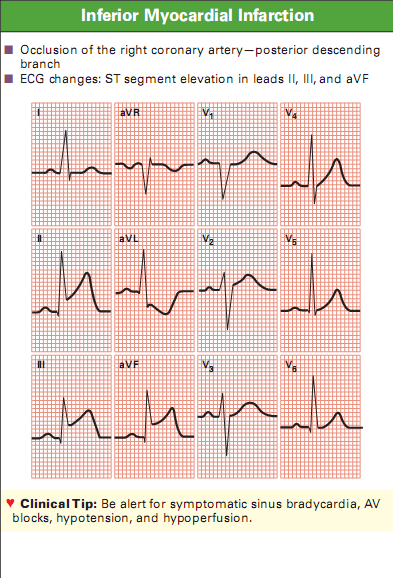 Inferior Myocardial Infarction
■ Occlusion of the right coronary artery—posterior descending
branch
■ ECG changes: ST segment elevation in leads II, III, and aVF
I aVR V1 V4
II aVL V2 V5
III aVF V3 V6
♥ Clinical Tip: Be alert for symptomatic sinus bradycardia, AV
blocks, hypotension, and hypoperfusion.